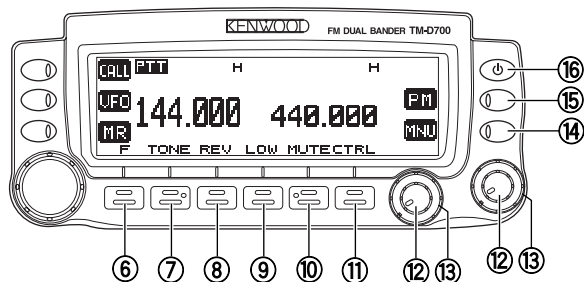 KENWOOD FM DUAL BANDER TM-D700
CALL PTT H H
VFO 144.000 440.000 PM
MR MNU
F TONE REV LOW MUTE CTRL
⑯
⑮
⑭
⑥ ⑦ ⑧ ⑨ ⑩ ⑪ ⑫ ⑬ ⑫ ⑬